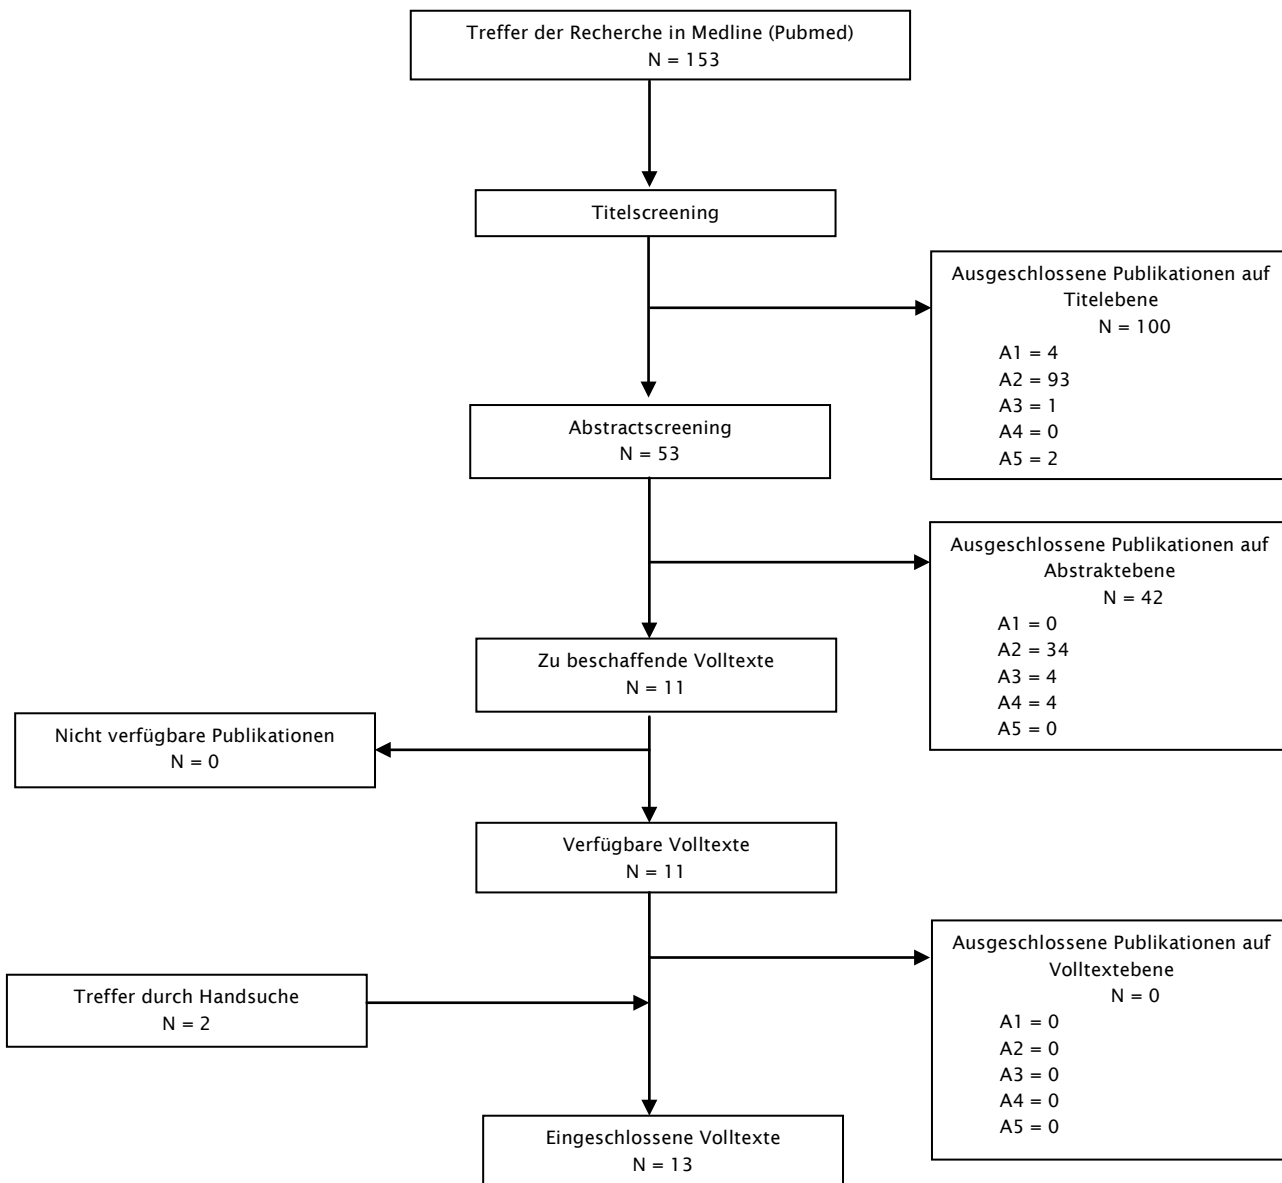 Treffer der Recherche in Medline (Pubmed)
N = 153
Titelscreening
Ausgeschlossene Publikationen auf
Titelebene
N = 100
A1 = 4
A2 = 93
A3 = 1
A4 = 0
A5 = 2
Abstractscreening
N = 53
Ausgeschlossene Publikationen auf
Abstraktebene
N = 42
A1 = 0
A2 = 34
A3 = 4
A4 = 4
A5 = 0
Zu beschaffende Volltexte
N = 11
Nicht verfügbare Publikationen
N = 0
Verfügbare Volltexte
N = 11
Ausgeschlossene Publikationen auf
Volltextebene
N = 0
A1 = 0
A2 = 0
A3 = 0
A4 = 0
A5 = 0
Treffer durch Handsuche
N = 2
Eingeschlossene Volltexte
N = 13